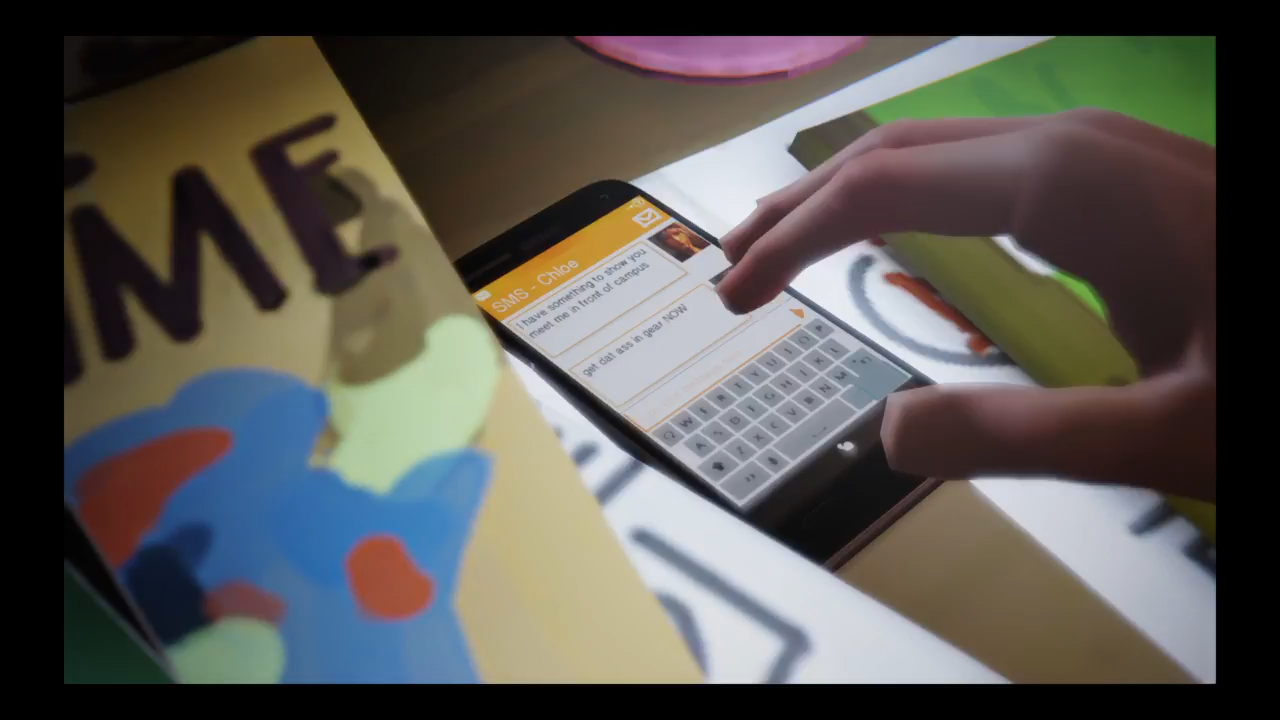 IME
SMS - Chloe
I have something to show you
meet me in front of campus
get dat ass in gear NOW
Q W E R T Y U I O P
A S D F G H J K L
Z X C V B N M